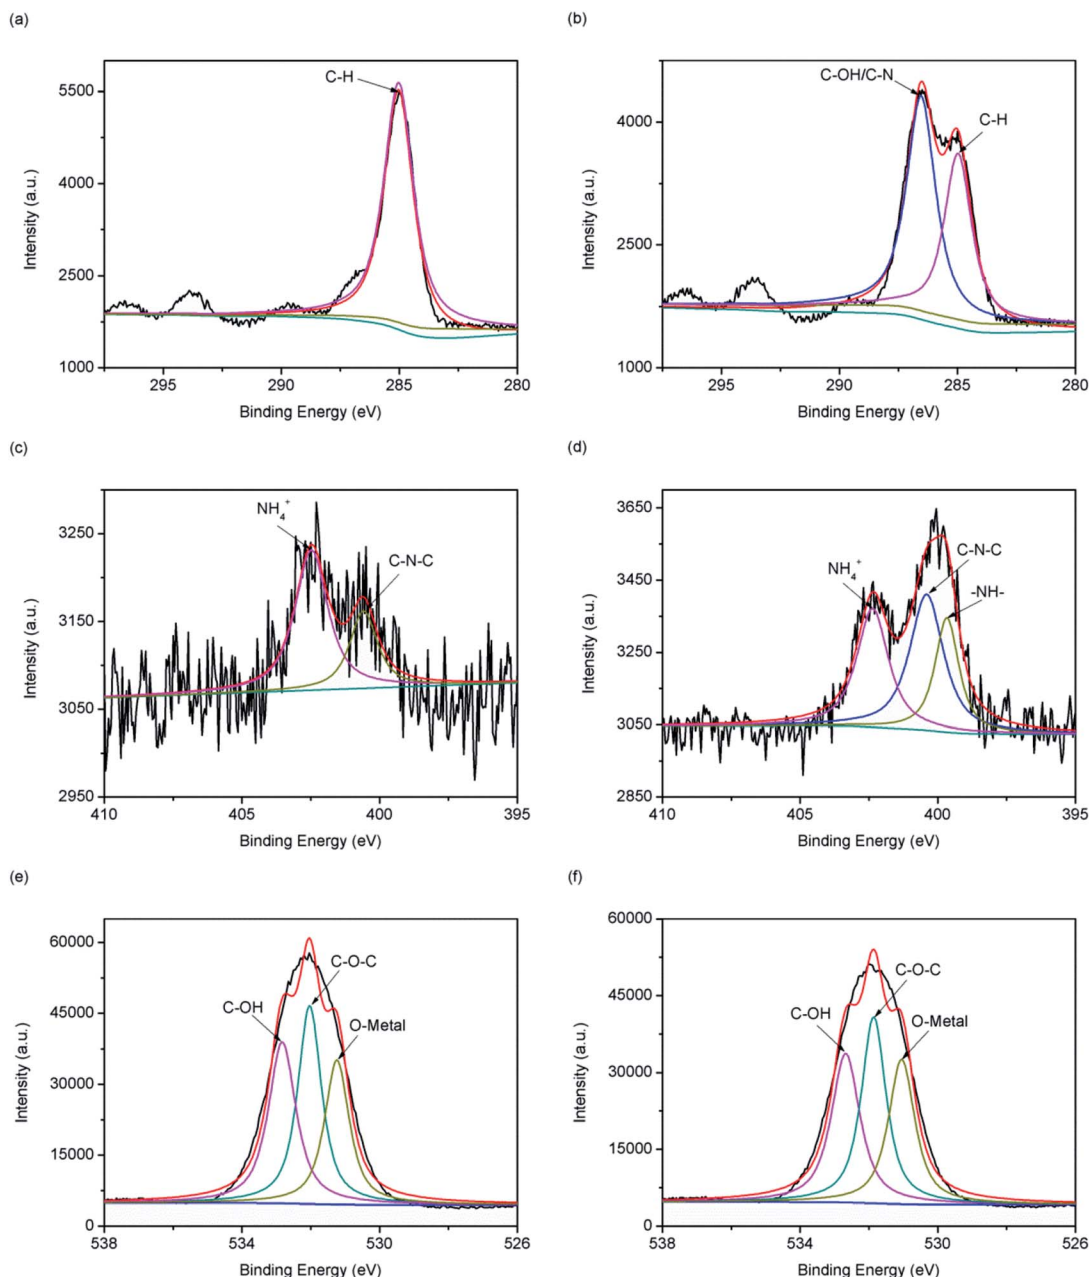 (a)
(b)
C-H
5500
4000
2500
1000
Intensity (a.u.)
295
290
285
280
Binding Energy (eV)
C-OH/C-N
C-H
4000
2500
1000
Intensity (a.u.)
295
290
285
280
Binding Energy (eV)
(c)
(d)
NH₄⁺
C-N-C
3250
3150
3050
2950
Intensity (a.u.)
410
405
400
395
Binding Energy (eV)
NH₄⁺
C-N-C
-NH-
3650
3450
3250
3050
2850
Intensity (a.u.)
410
405
400
395
Binding Energy (eV)
(e)
(f)
C-OH
C-O-C
O-Metal
60000
45000
30000
15000
0
Intensity (a.u.)
538
534
530
526
Binding Energy (eV)
C-OH
C-O-C
O-Metal
60000
45000
30000
15000
0
Intensity (a.u.)
538
534
530
526
Binding Energy (eV)